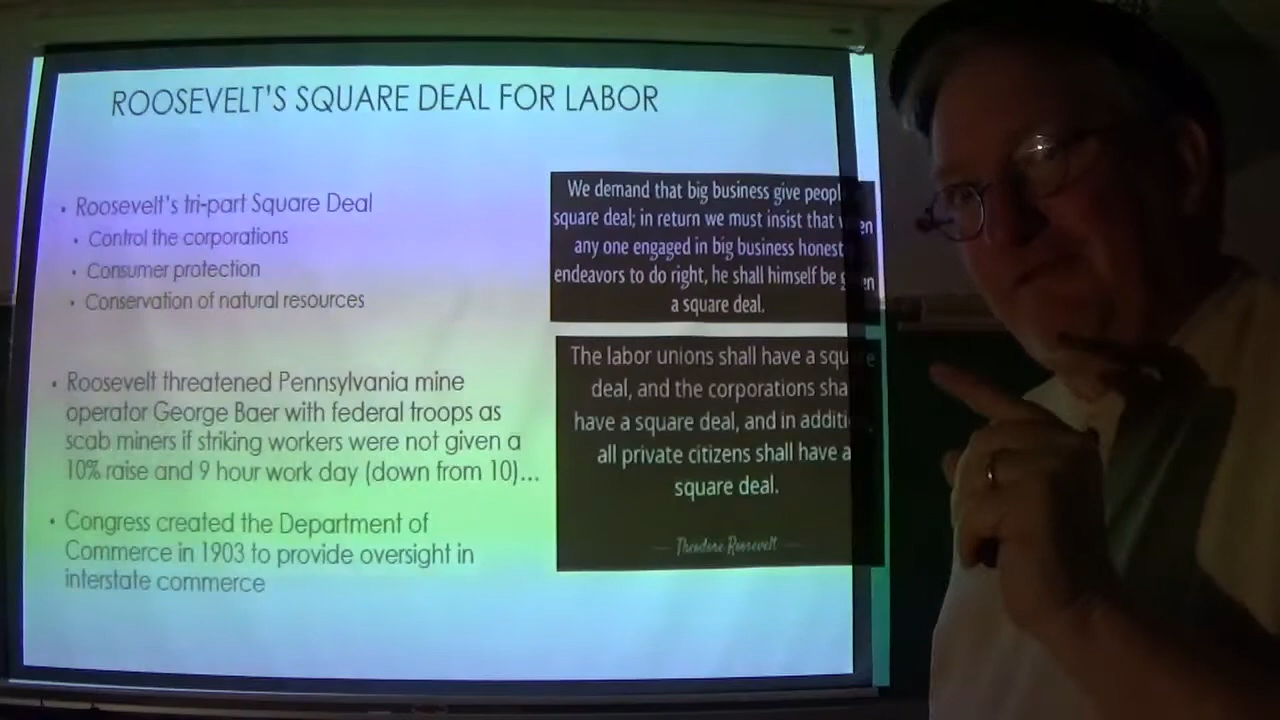 ROOSEVELT'S SQUARE DEAL FOR LABOR
• Roosevelt's tri-part Square Deal
• Control the corporations
• Consumer protection
• Conservation of natural resources
• Roosevelt threatened Pennsylvania mine
operator George Baer with federal troops as
scab miners if striking workers were not given a
10% raise and 9 hour work day (down from 10)...
• Congress created the Department of
Commerce in 1903 to provide oversight in
interstate commerce
We demand that big business give
square deal; in return we must insist that
any one engaged in big business
endeavors to do right, he shall himself be
a square deal.
The labor unions shall have a
deal, and the corporations
have a square deal, and in
all private citizens shall have a
square deal.
— Theodore Roosevelt —